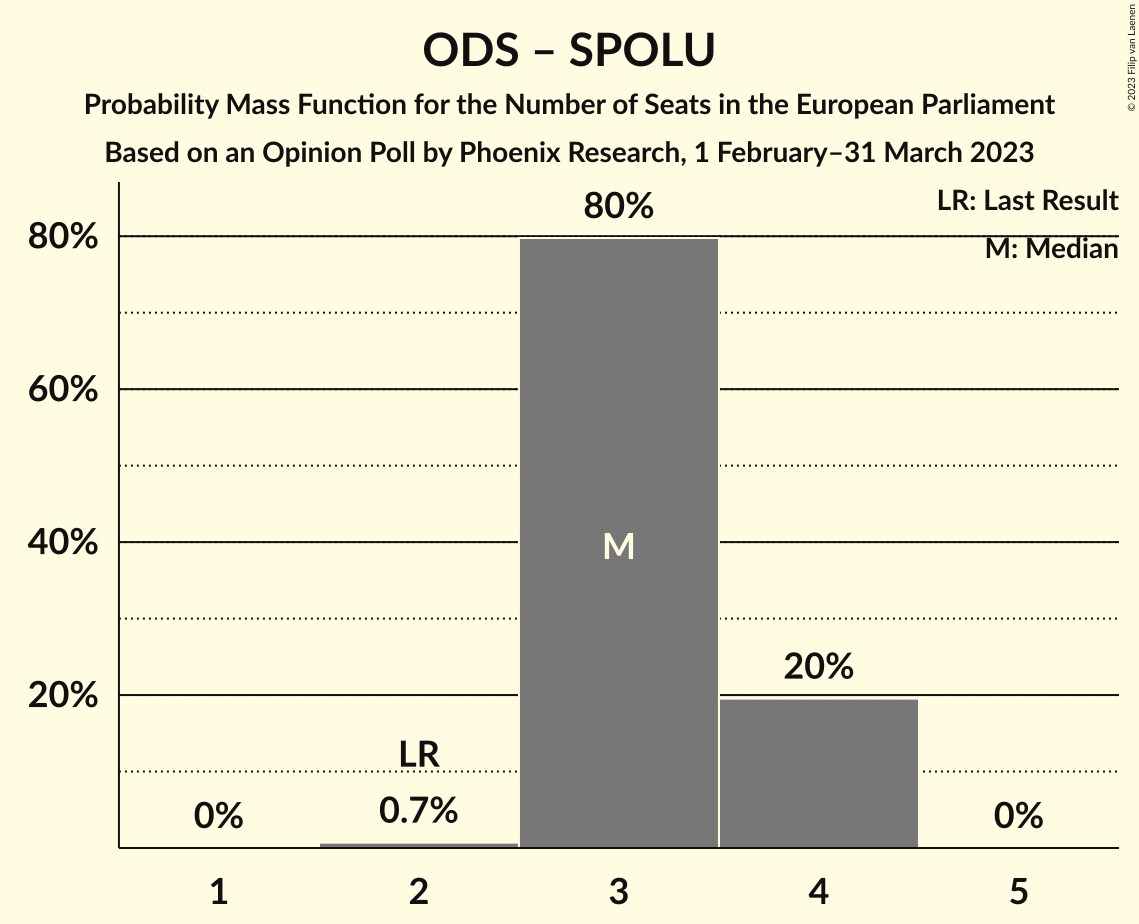 ODS – SPOLU
Probability Mass Function for the Number of Seats in the European Parliament
Based on an Opinion Poll by Phoenix Research, 1 February–31 March 2023
© 2023 Filip van Laenen
LR: Last Result
M: Median
80%
80%
60%
40%
M
20%
20%
LR
0%
0.7%
0%
1 2 3 4 5